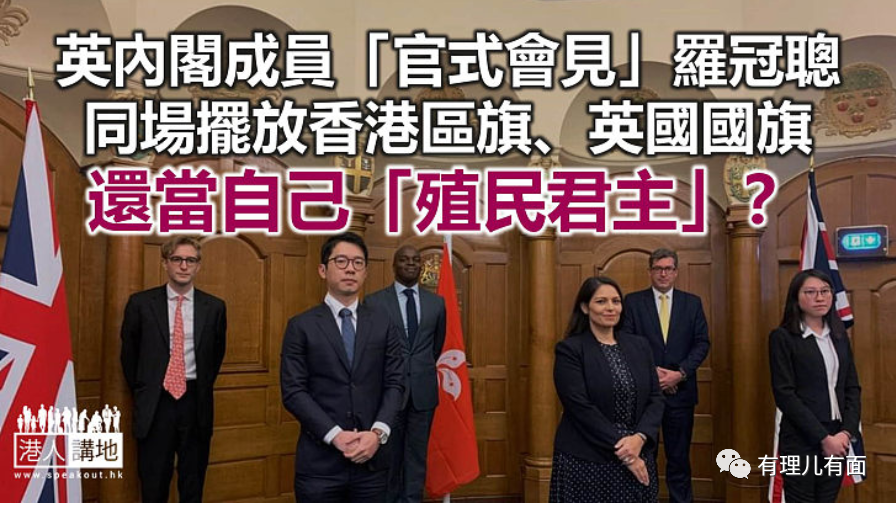 英內閣成員「官式會見」羅冠聰
同場擺放香港區旗、英國國旗
還當自己「殖民君主」？
港人講地
www.speakout.hk
有理儿有面